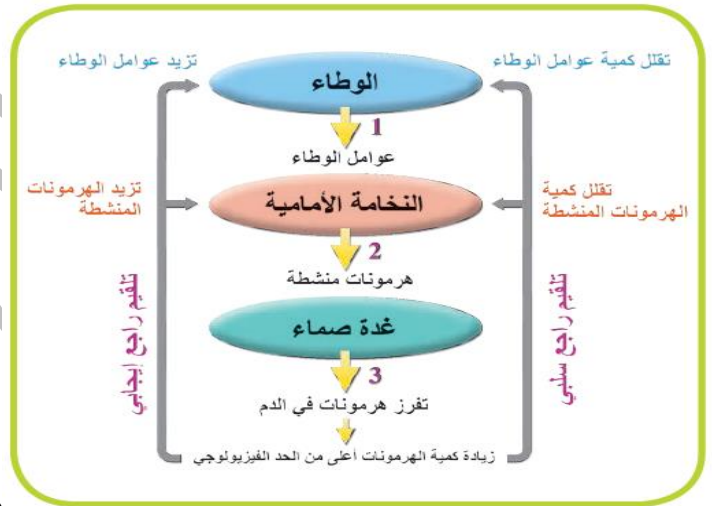 تزيد عوامل الوطاء
تقلل كمية عوامل الوطاء
الوطاء
1
عوامل الوطاء
تزيد الهرمونات
المنشطة
تقلل كمية
الهرمونات المنشطة
النخامة الأمامية
2
هرمونات منشطة
غدة صماء
3
تفرز هرمونات في الدم
زيادة كمية الهرمونات أعلى من الحد الفيزيولوجي
تلقيم راجع إيجابي
تلقيم راجع سلبي